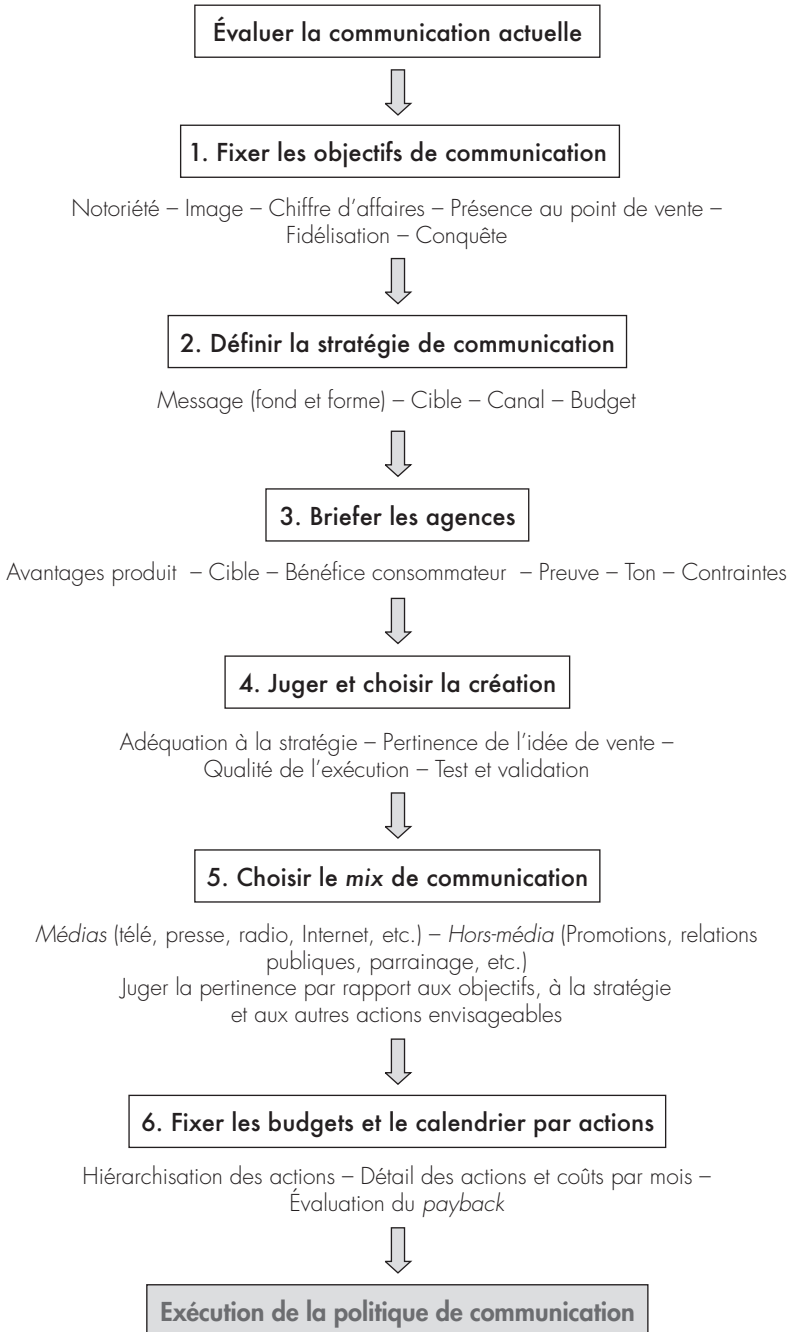 Évaluer la communication actuelle
1. Fixer les objectifs de communication
Notoriété – Image – Chiffre d’affaires – Présence au point de vente –
Fidélisation – Conquête
2. Définir la stratégie de communication
Message (fond et forme) – Cible – Canal – Budget
3. Briefer les agences
Avantages produit – Cible – Bénéfice consommateur – Preuve – Ton – Contraintes
4. Juger et choisir la création
Adéquation à la stratégie – Pertinence de l’idée de vente –
Qualité de l’exécution – Test et validation
5. Choisir le mix de communication
Médias (télé, presse, radio, Internet, etc.) – Hors-média (Promotions, relations
publiques, parrainage, etc.)
Juger la pertinence par rapport aux objectifs, à la stratégie
et aux autres actions envisageables
6. Fixer les budgets et le calendrier par actions
Hiérarchisation des actions – Détail des actions et coûts par mois –
Évaluation du payback
Exécution de la politique de communication